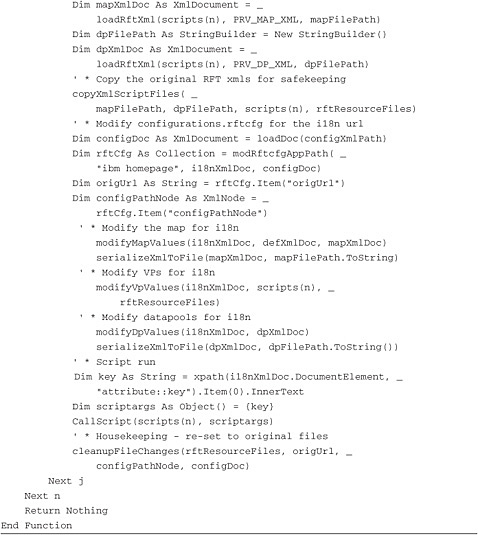 Dim mapXmlDoc As XmlDocument = _
loadRftXml(scripts(n), PRV_MAP_XML, mapFilePath)
Dim dpFilePath As StringBuilder = New StringBuilder{}
Dim dpXmlDoc As XmlDocument = _
loadRftXml(scripts(n), PRV_DP_XML, dpFilePath)
' * Copy the original RFT xmls for safekeeping
copyXmlScriptFiles( _
mapFilePath, dpFilePath, scripts(n), rftResourceFiles)
' * Modify configurations.rftcfg for the i18n url
Dim configDoc As XmlDocument = loadDoc(configXmlPath)
Dim rftCfg As Collection = modRftcfgAppPath( _
"ibm homepage", i18nXmlDoc, configDoc)
Dim origUrl As String = rftCfg.Item("origUrl")
Dim configPathNode As XmlNode = _
rftCfg.Item("configPathNode")
' * Modify the map for i18n
modifyMapValues(i18nXmlDoc, defXmlDoc, mapXmlDoc)
serializeXmlToFile(mapXmlDoc, mapFilePath.ToString)
' * Modify VPs for i18n
modifyVpValues(i18nXmlDoc, scripts(n), _
rftResourceFiles)
' * Modify datapools for i18n
modifyDpValues(i18nXmlDoc, dpXmlDoc)
serializeXmlToFile(dpXmlDoc, dpFilePath.ToString())
' * Script run
Dim key As String = xpath(i18nXmlDoc.DocumentElement, _
"attribute::key").Item(0).InnerText
Dim scriptargs As Object() = {key}
CallScript(scripts(n), scriptargs)
' * Housekeeping - re-set to original files
cleanupFileChanges(rftResourceFiles, origUrl, _
configPathNode, configDoc)
Next j
Next n
Return Nothing
End Function